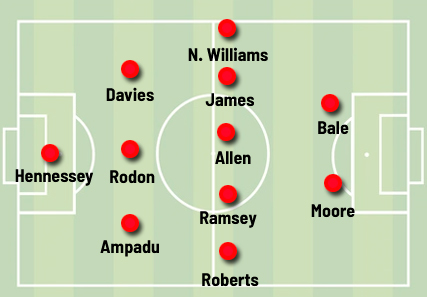 N. Williams
Davies
James
Bale
Allen
Hennessey
Rodon
Moore
Ramsey
Ampadu
Roberts